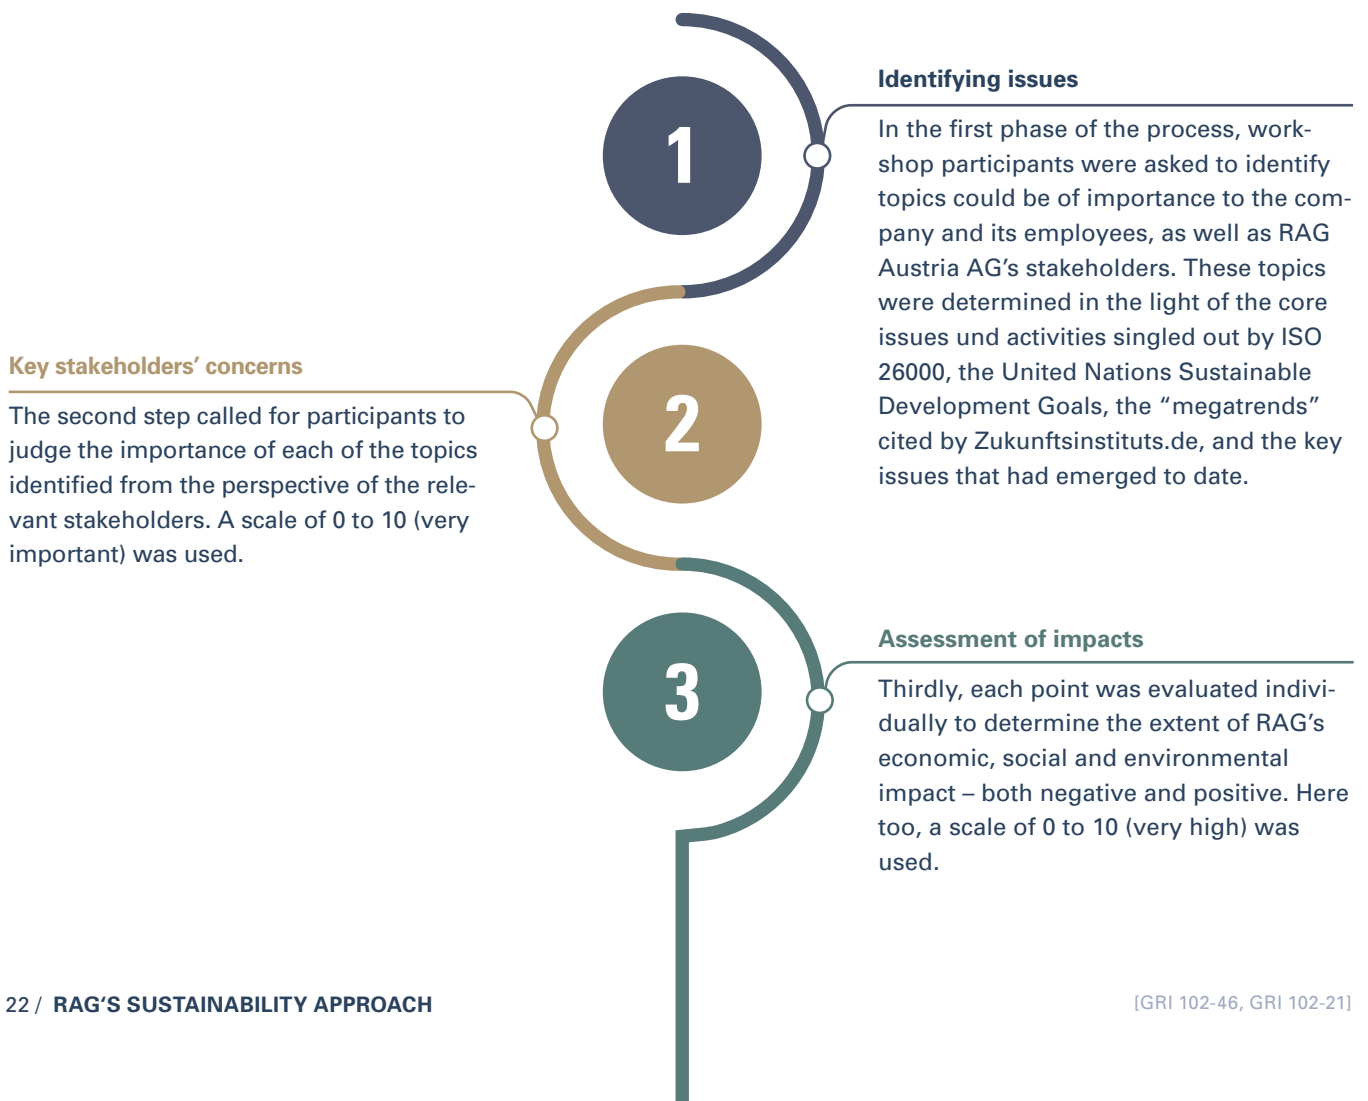 1
Identifying issues
In the first phase of the process, work-
shop participants were asked to identify
topics could be of importance to the com-
pany and its employees, as well as RAG
Austria AG’s stakeholders. These topics
were determined in the light of the core
issues und activities singled out by ISO
26000, the United Nations Sustainable
Development Goals, the “megatrends”
cited by Zukunftsinstituts.de, and the key
issues that had emerged to date.
2
Key stakeholders’ concerns
The second step called for participants to
judge the importance of each of the topics
identified from the perspective of the rele-
vant stakeholders. A scale of 0 to 10 (very
important) was used.
3
Assessment of impacts
Thirdly, each point was evaluated indivi-
dually to determine the extent of RAG’s
economic, social and environmental
impact – both negative and positive. Here
too, a scale of 0 to 10 (very high) was
used.
22 / RAG‘S SUSTAINABILITY APPROACH
[GRI 102-46, GRI 102-21]